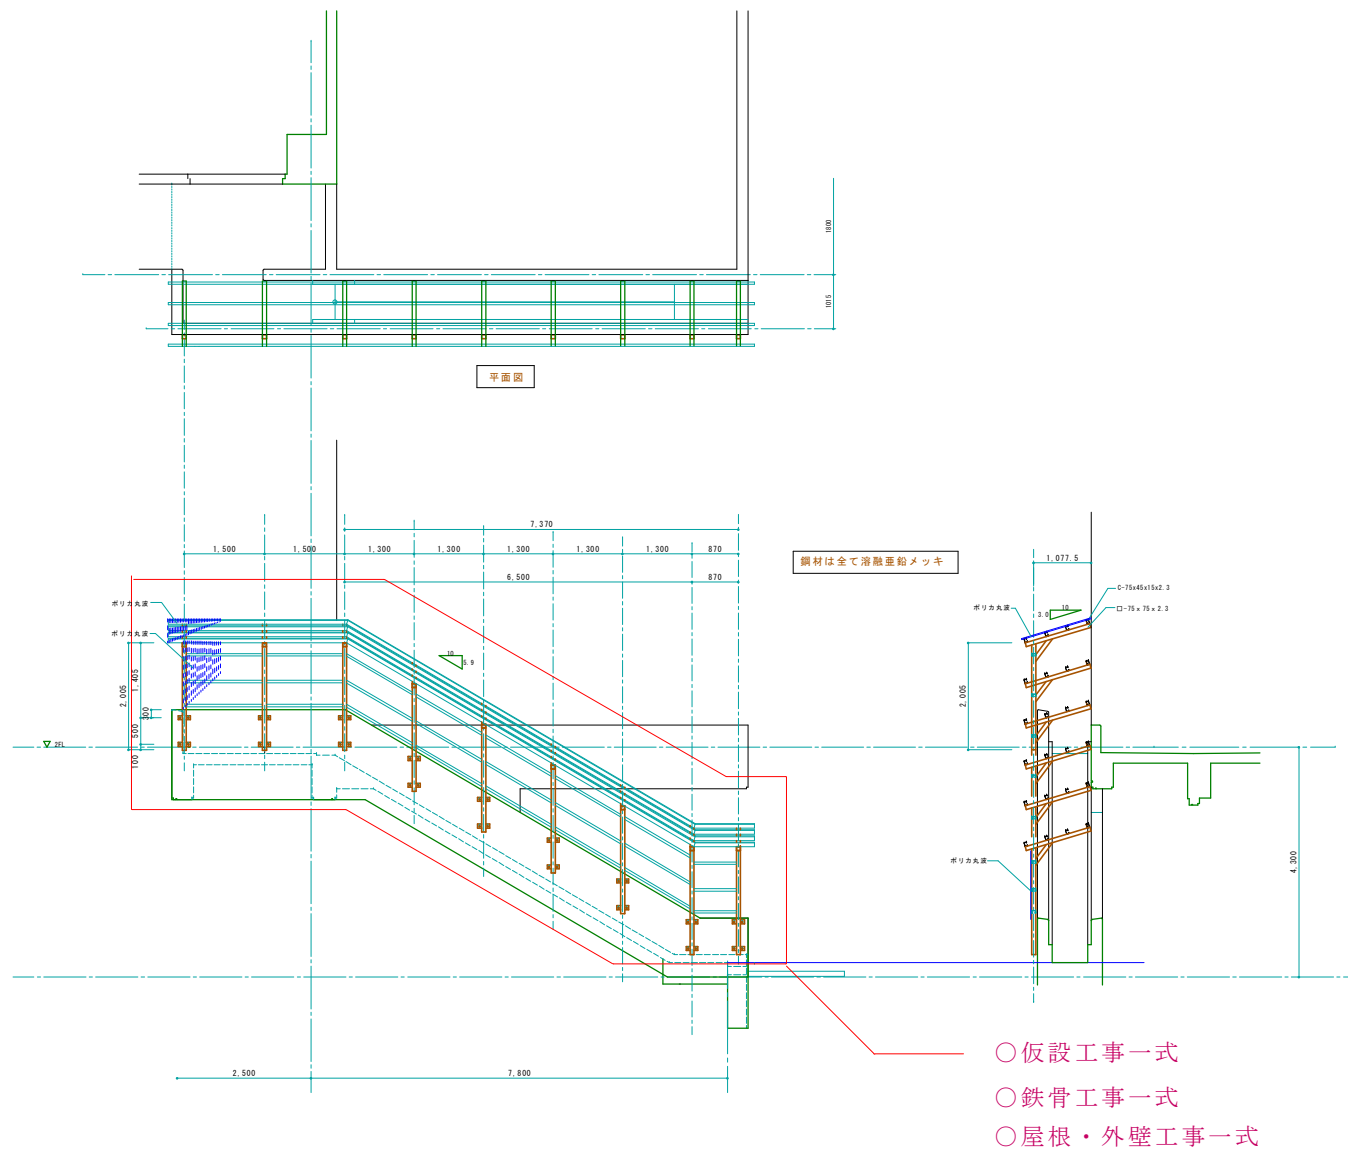 1800
1015
平面図
7,370
1,500
1,500
1,300
1,300
1,300
1,300
1,300
870
6,500
870
鋼材は全て溶融亜鉛メッキ
1,077.5
C-75x45x15x2.3
ポリカ丸波
10
3.0
ロ-75x75x2.3
ポリカ丸波
ポリカ丸波
10
5.9
2,005
1,405
300
500
100
2,005
2FL
ポリカ丸波
4,300
2,500
7,800
○仮設工事一式
○鉄骨工事一式
○屋根・外壁工事一式